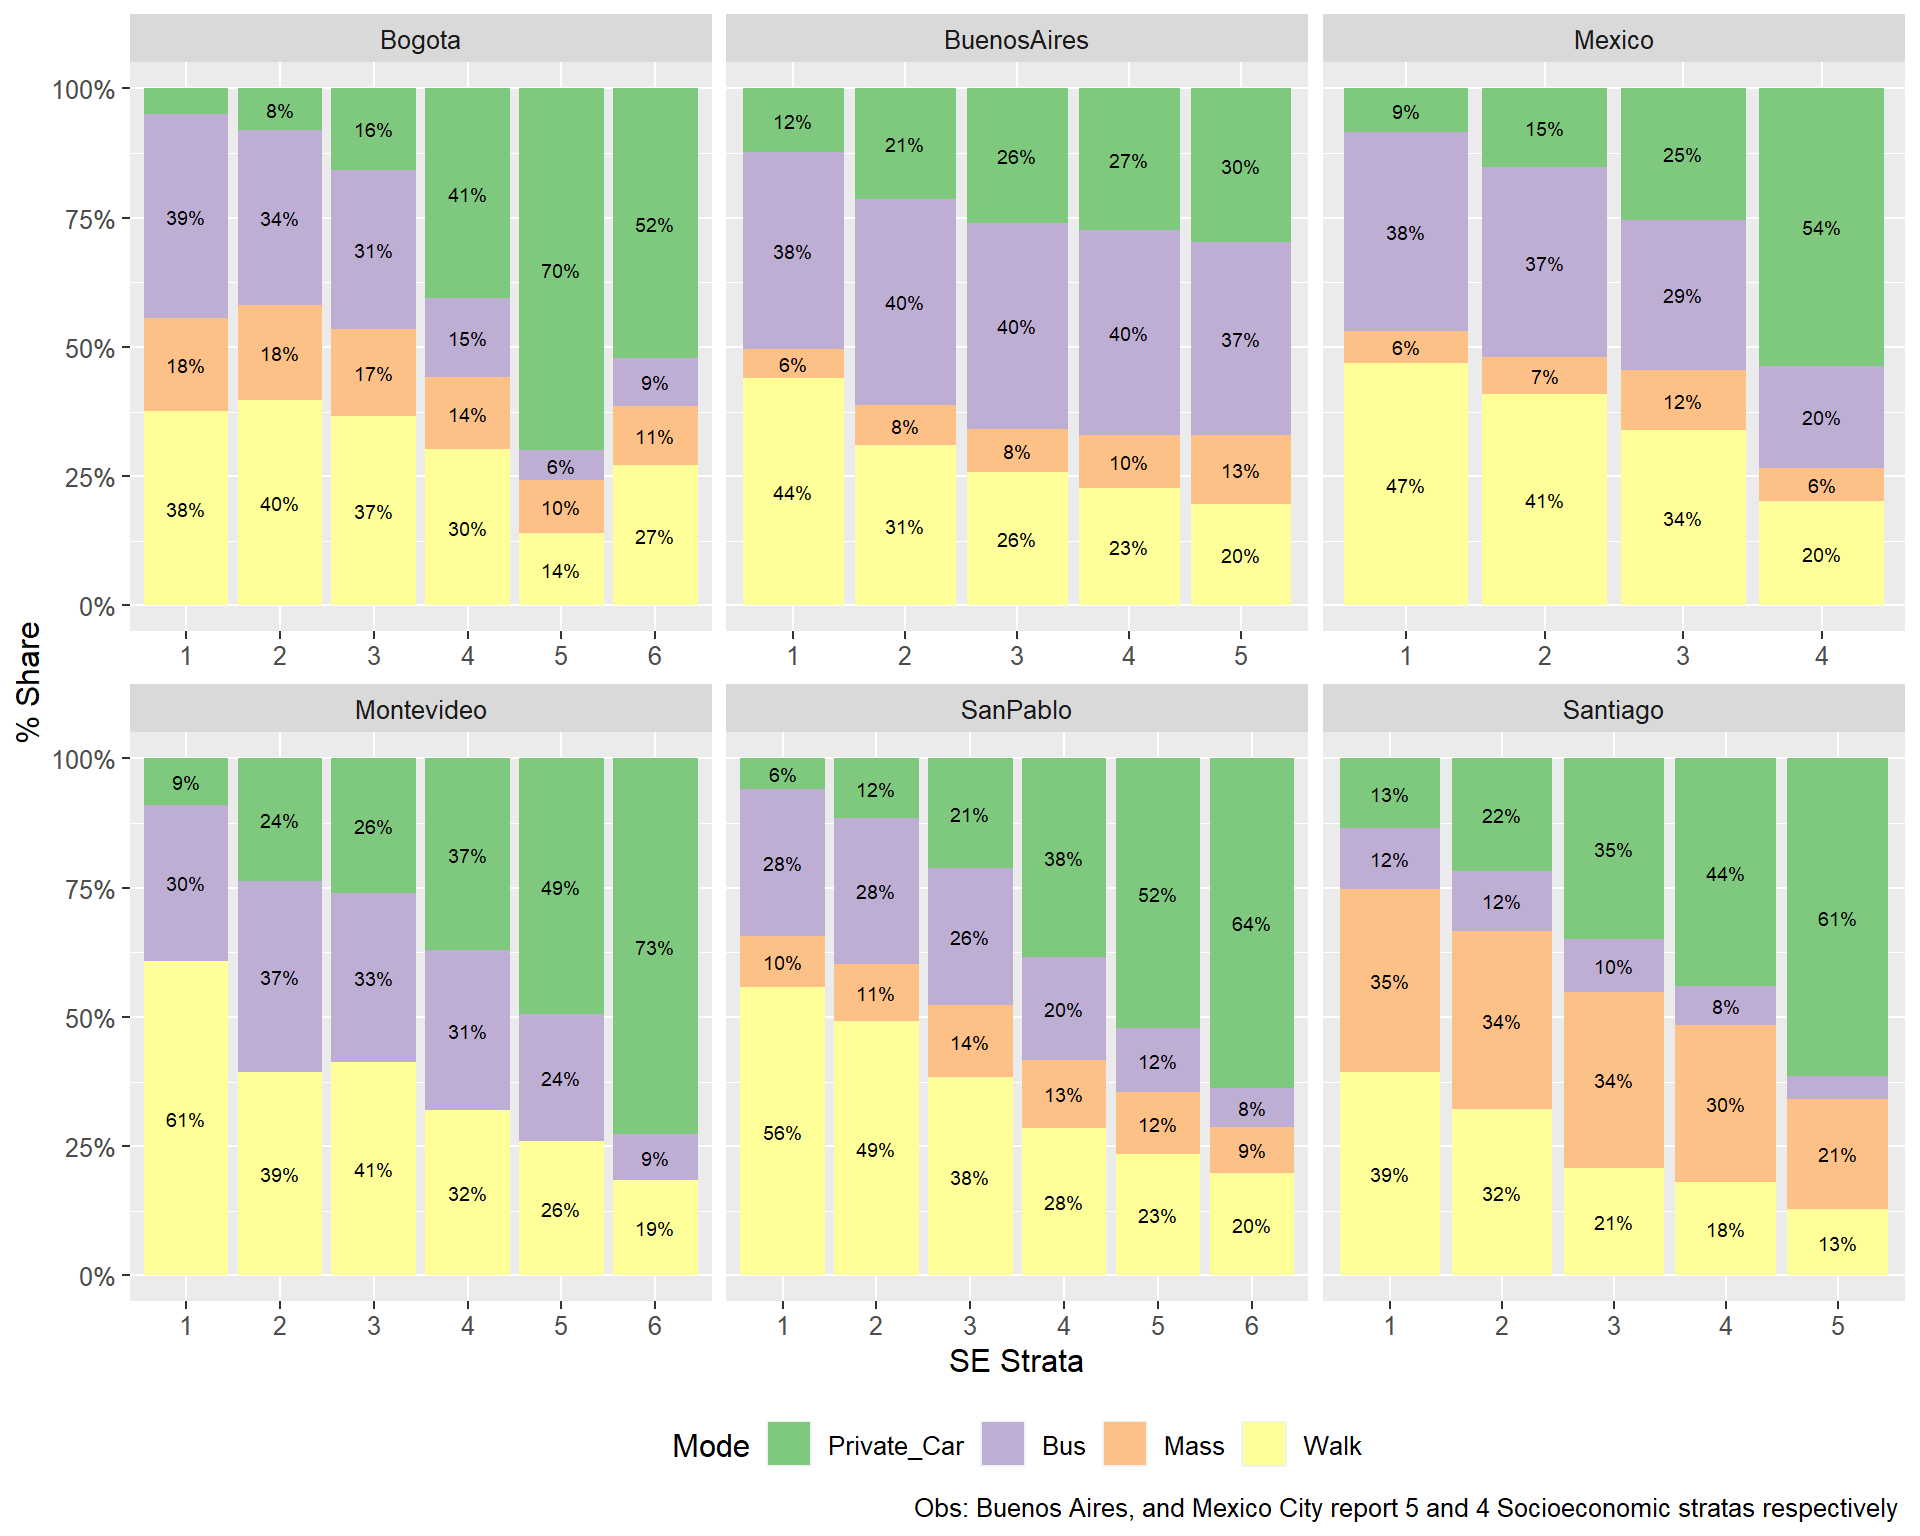 Bogota BuenosAires Mexico
100%
75%
50%
25%
0%
8% 16% 41% 70% 52%
39% 34% 31% 15% 6% 9%
18% 18% 17% 14% 10% 11%
38% 40% 37% 30% 14% 27%
1 2 3 4 5 6
12% 21% 26% 27% 30%
38% 40% 40% 40% 37%
6% 8% 8% 10% 13%
44% 31% 26% 23% 20%
1 2 3 4 5
9% 15% 25% 54%
38% 37% 29% 20%
6% 7% 12% 6%
47% 41% 34% 20%
1 2 3 4
% Share
Montevideo SanPablo Santiago
100%
75%
50%
25%
0%
9% 24% 26% 37% 49% 73%
30% 37% 33% 31% 24% 9%
61% 39% 41% 32% 26% 19%
1 2 3 4 5 6
6% 12% 21% 38% 52% 64%
28% 28% 26% 20% 12% 8%
10% 11% 14% 13% 12% 9%
56% 49% 38% 28% 23% 20%
1 2 3 4 5 6
13% 22% 35% 44% 61%
12% 12% 10% 8%
35% 34% 34% 30% 21%
39% 32% 21% 18% 13%
1 2 3 4 5
SE Strata
Mode Private_Car Bus Mass Walk
Obs: Buenos Aires, and Mexico City report 5 and 4 Socioeconomic stratas respectively